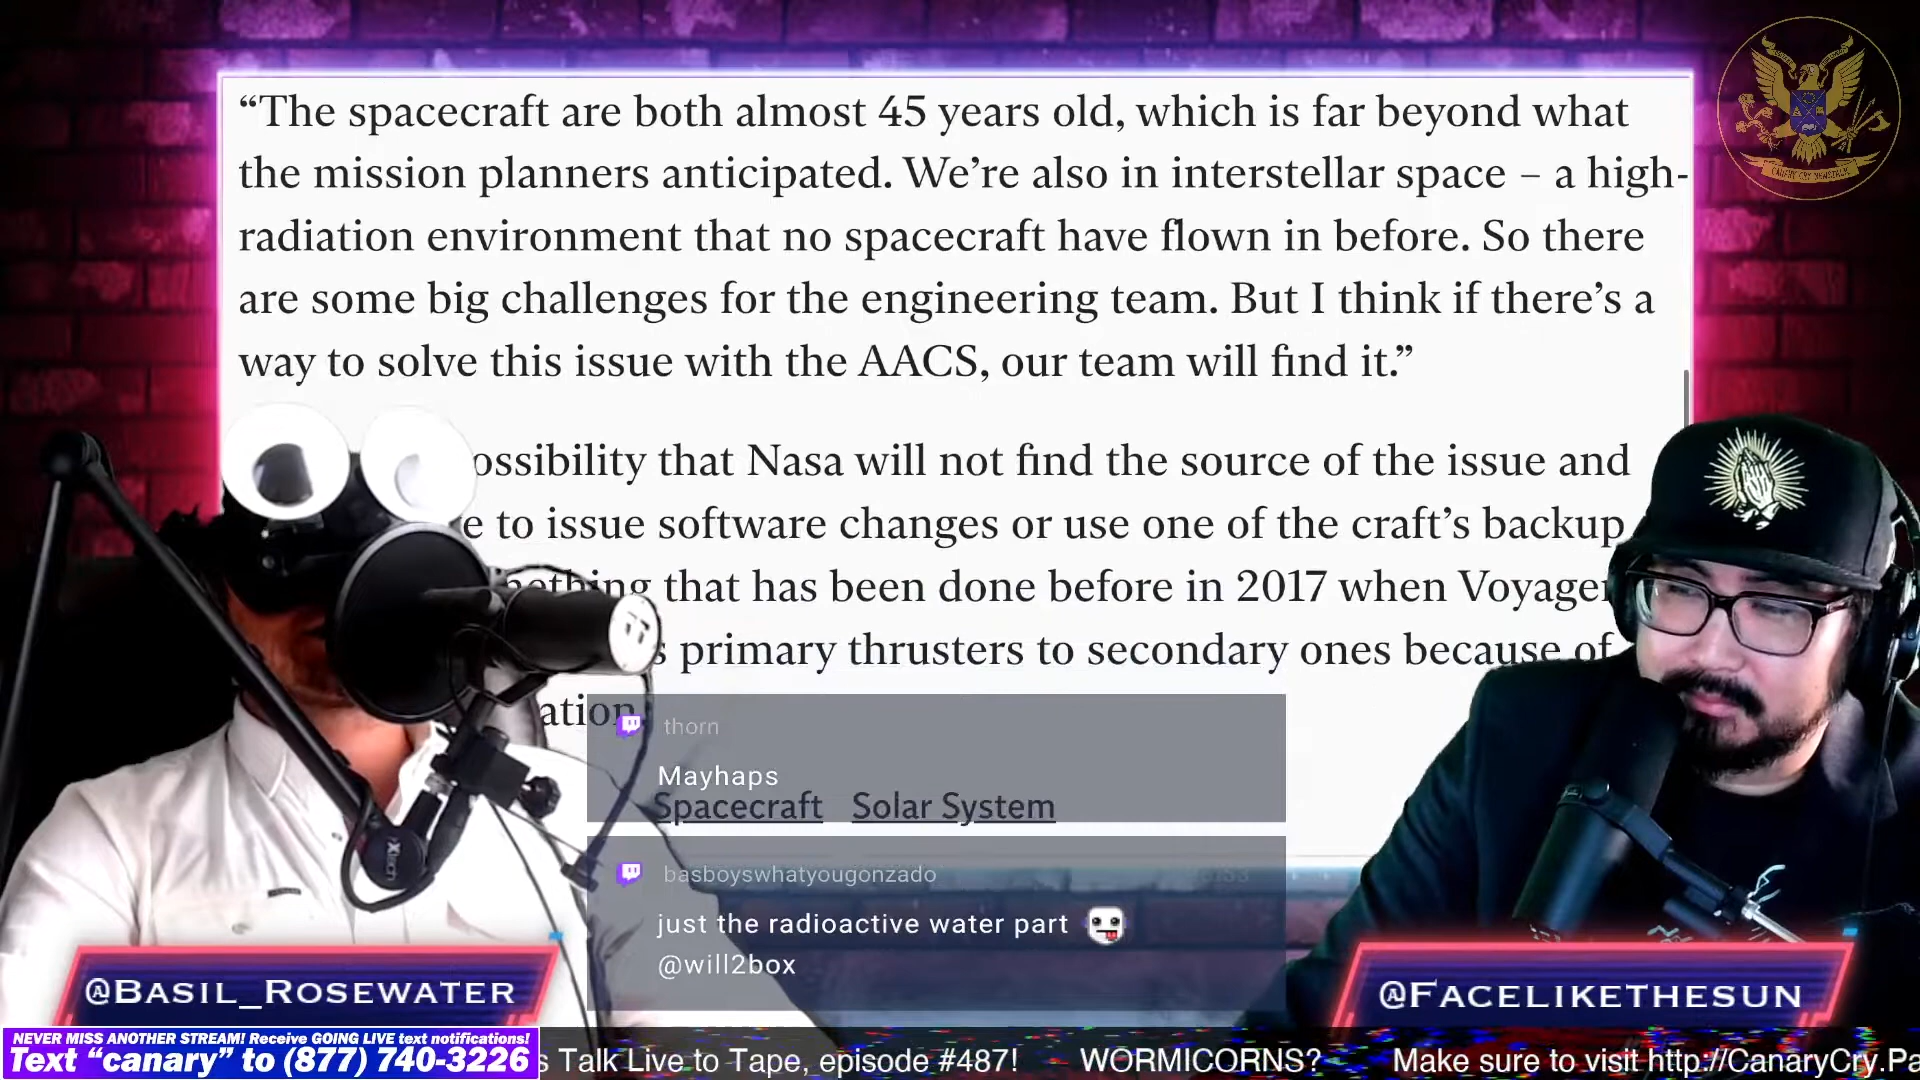 “The spacecraft are both almost 45 years old, which is far beyond what
the mission planners anticipated. We’re also in interstellar space – a high-
radiation environment that no spacecraft have flown in before. So there
are some big challenges for the engineering team. But I think if there’s a
way to solve this issue with the AACS, our team will find it.”
ossibility that Nasa will not find the source of the issue and
e to issue software changes or use one of the craft’s backup
mething that has been done before in 2017 when Voyager
s primary thrusters to secondary ones because of
ation.
thorn
Mayhaps
Spacecraft Solar System
basboyswhatyougonzado
just the radioactive water part
@will2box
CANARY CRY NEWSTALK
@BASIL_ROSEWATER
@FACELIKETHESUN
NEVER MISS ANOTHER STREAM! Receive GOING LIVE text notifications!
Text “canary” to (877) 740-3226
s Talk Live to Tape, episode #487! WORMICORNS? Make sure to visit http://CanaryCry.Pa